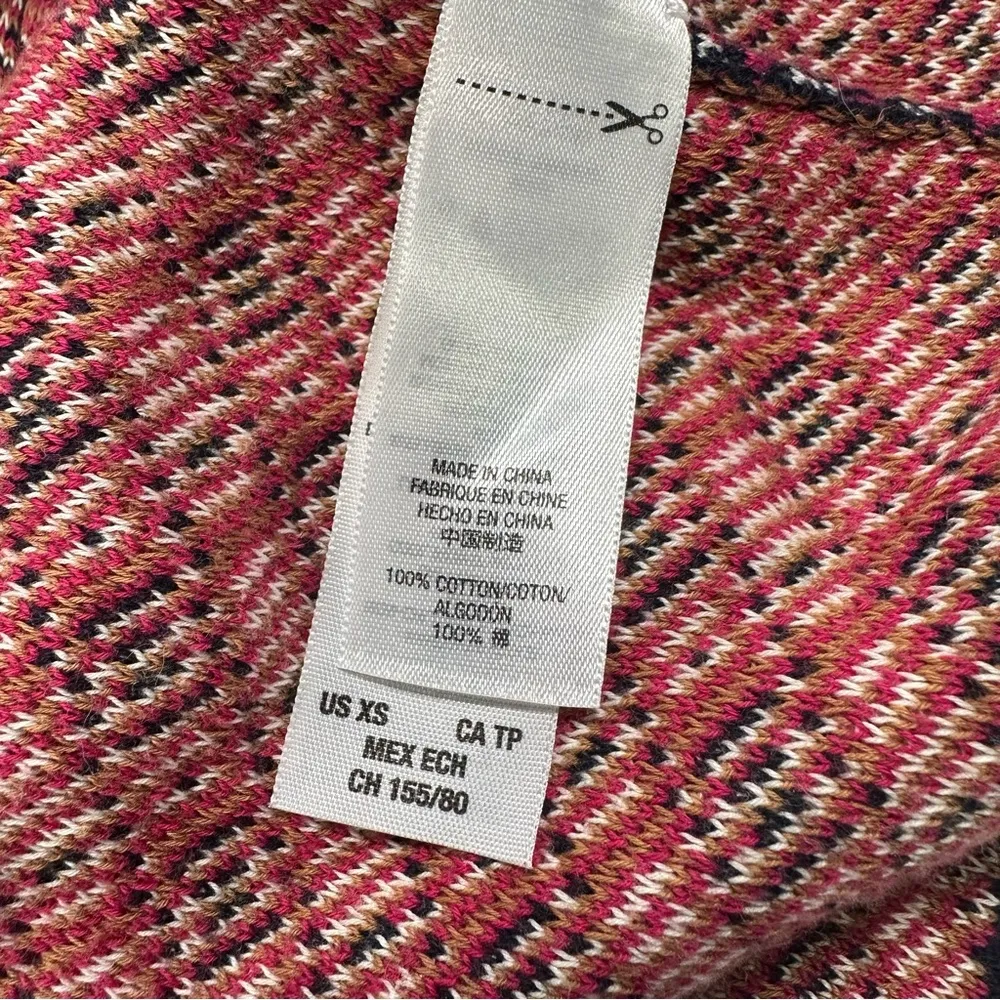 MADE IN CHINA
FABRIQUE EN CHINE
HECHO EN CHINA
中国制造
100% COTTON/COTON/
ALGODON
100% 棉
US XS CA TP
MEX ECH
CH 155/80